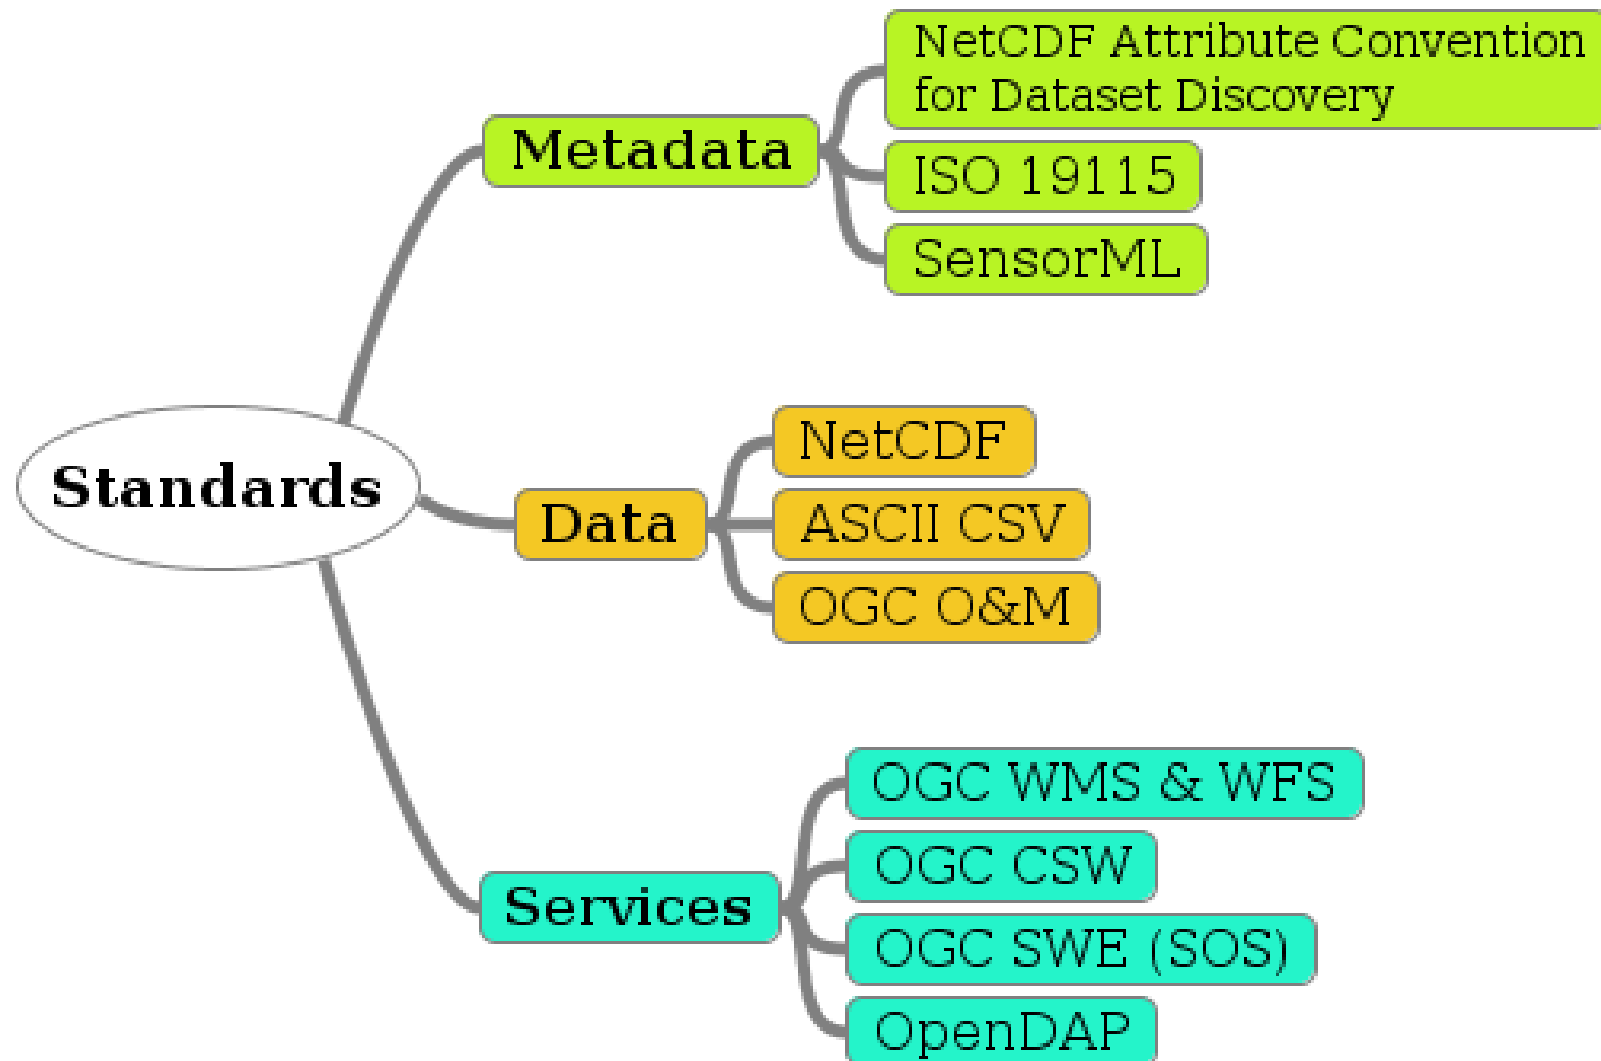 NetCDF Attribute Convention
for Dataset Discovery
Metadata
ISO 19115
SensorML
Standards
NetCDF
Data
ASCII CSV
OGC O&M
OGC WMS & WFS
OGC CSW
Services
OGC SWE (SOS)
OpenDAP